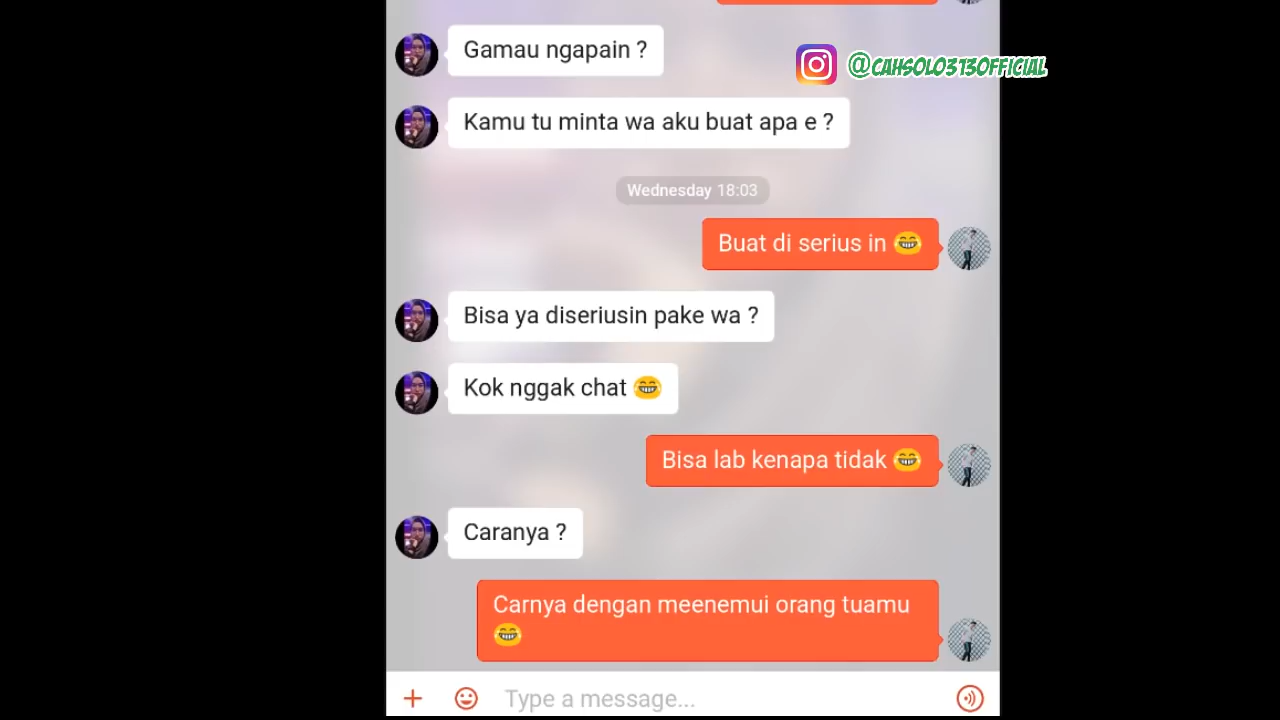 Gamau ngapain ?
@CAHSOLO313OFFICIAL
Kamu tu minta wa aku buat apa e ?
Wednesday 18:03
Buat di serius in 😂
Bisa ya diseriusin pake wa ?
Kok nggak chat 😂
Bisa lab kenapa tidak 😂
Caranya ?
Carnya dengan meenemui orang tuamu
😂
Type a message...